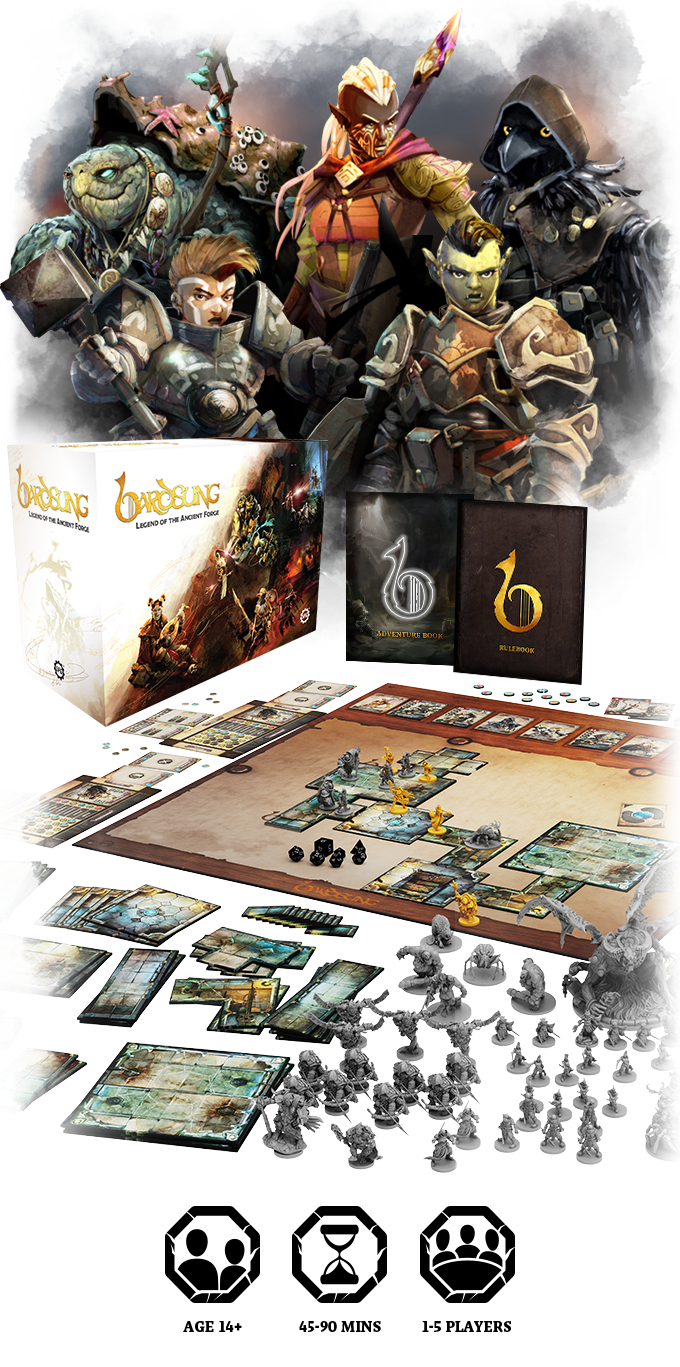 BARDSUNG
LEGEND OF THE ANCIENT FORGE
BARDSUNG
LEGEND OF THE ANCIENT FORGE
ADVENTURE BOOK
RULEBOOK
BARDSUNG
AGE 14+
45-90 MINS
1-5 PLAYERS